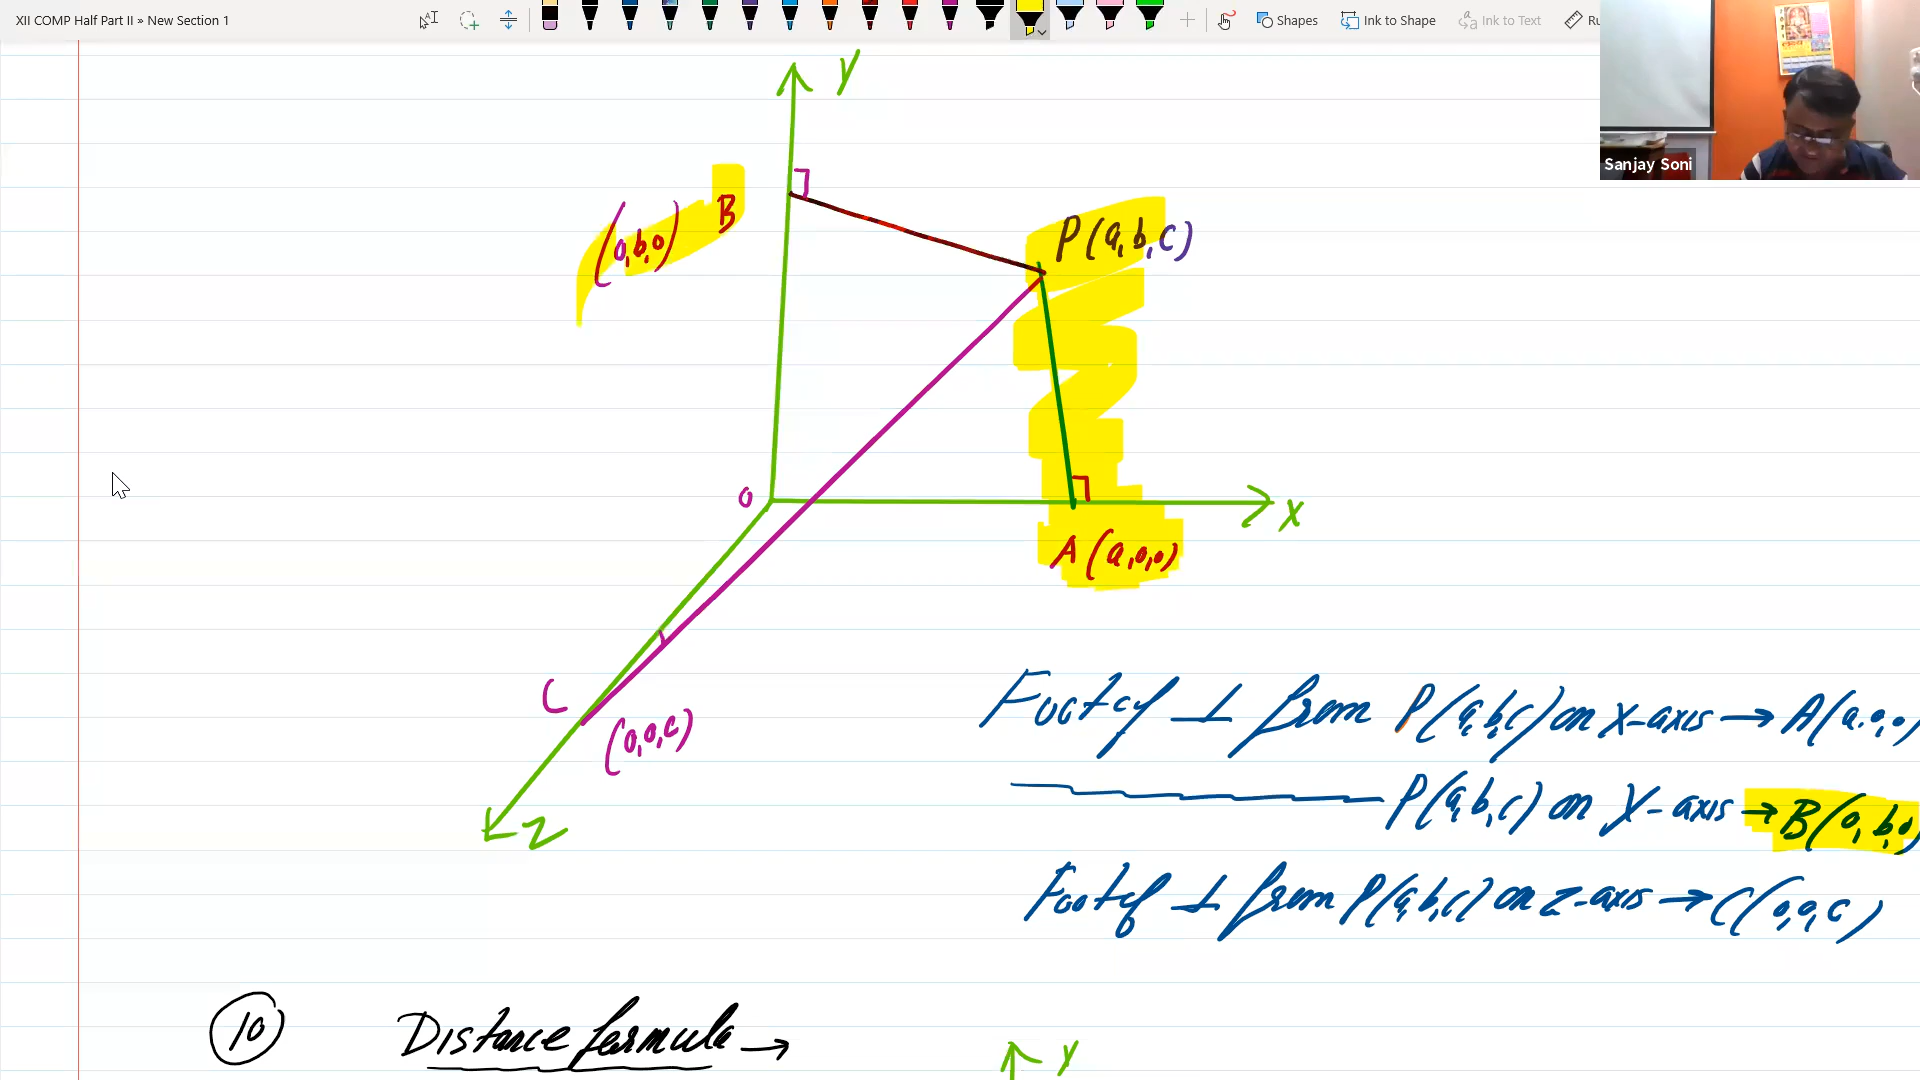 XII COMP Half Part II » New Section 1
Shapes
Ink to Shape
Ink to Text
Ru
Sanjay Soni
Y
B
(0,b,0)
P(a,b,c)
O
X
A(a,0,0)
C
(0,0,c)
Z
Foot of ⊥ from P(a,b,c) on X-axis → A(a,0,0)
P(a,b,c) on Y-axis → B(0,b,0)
Foot of ⊥ from P(a,b,c) on Z-axis → C(0,0,c)
10 Distance formula →
Y